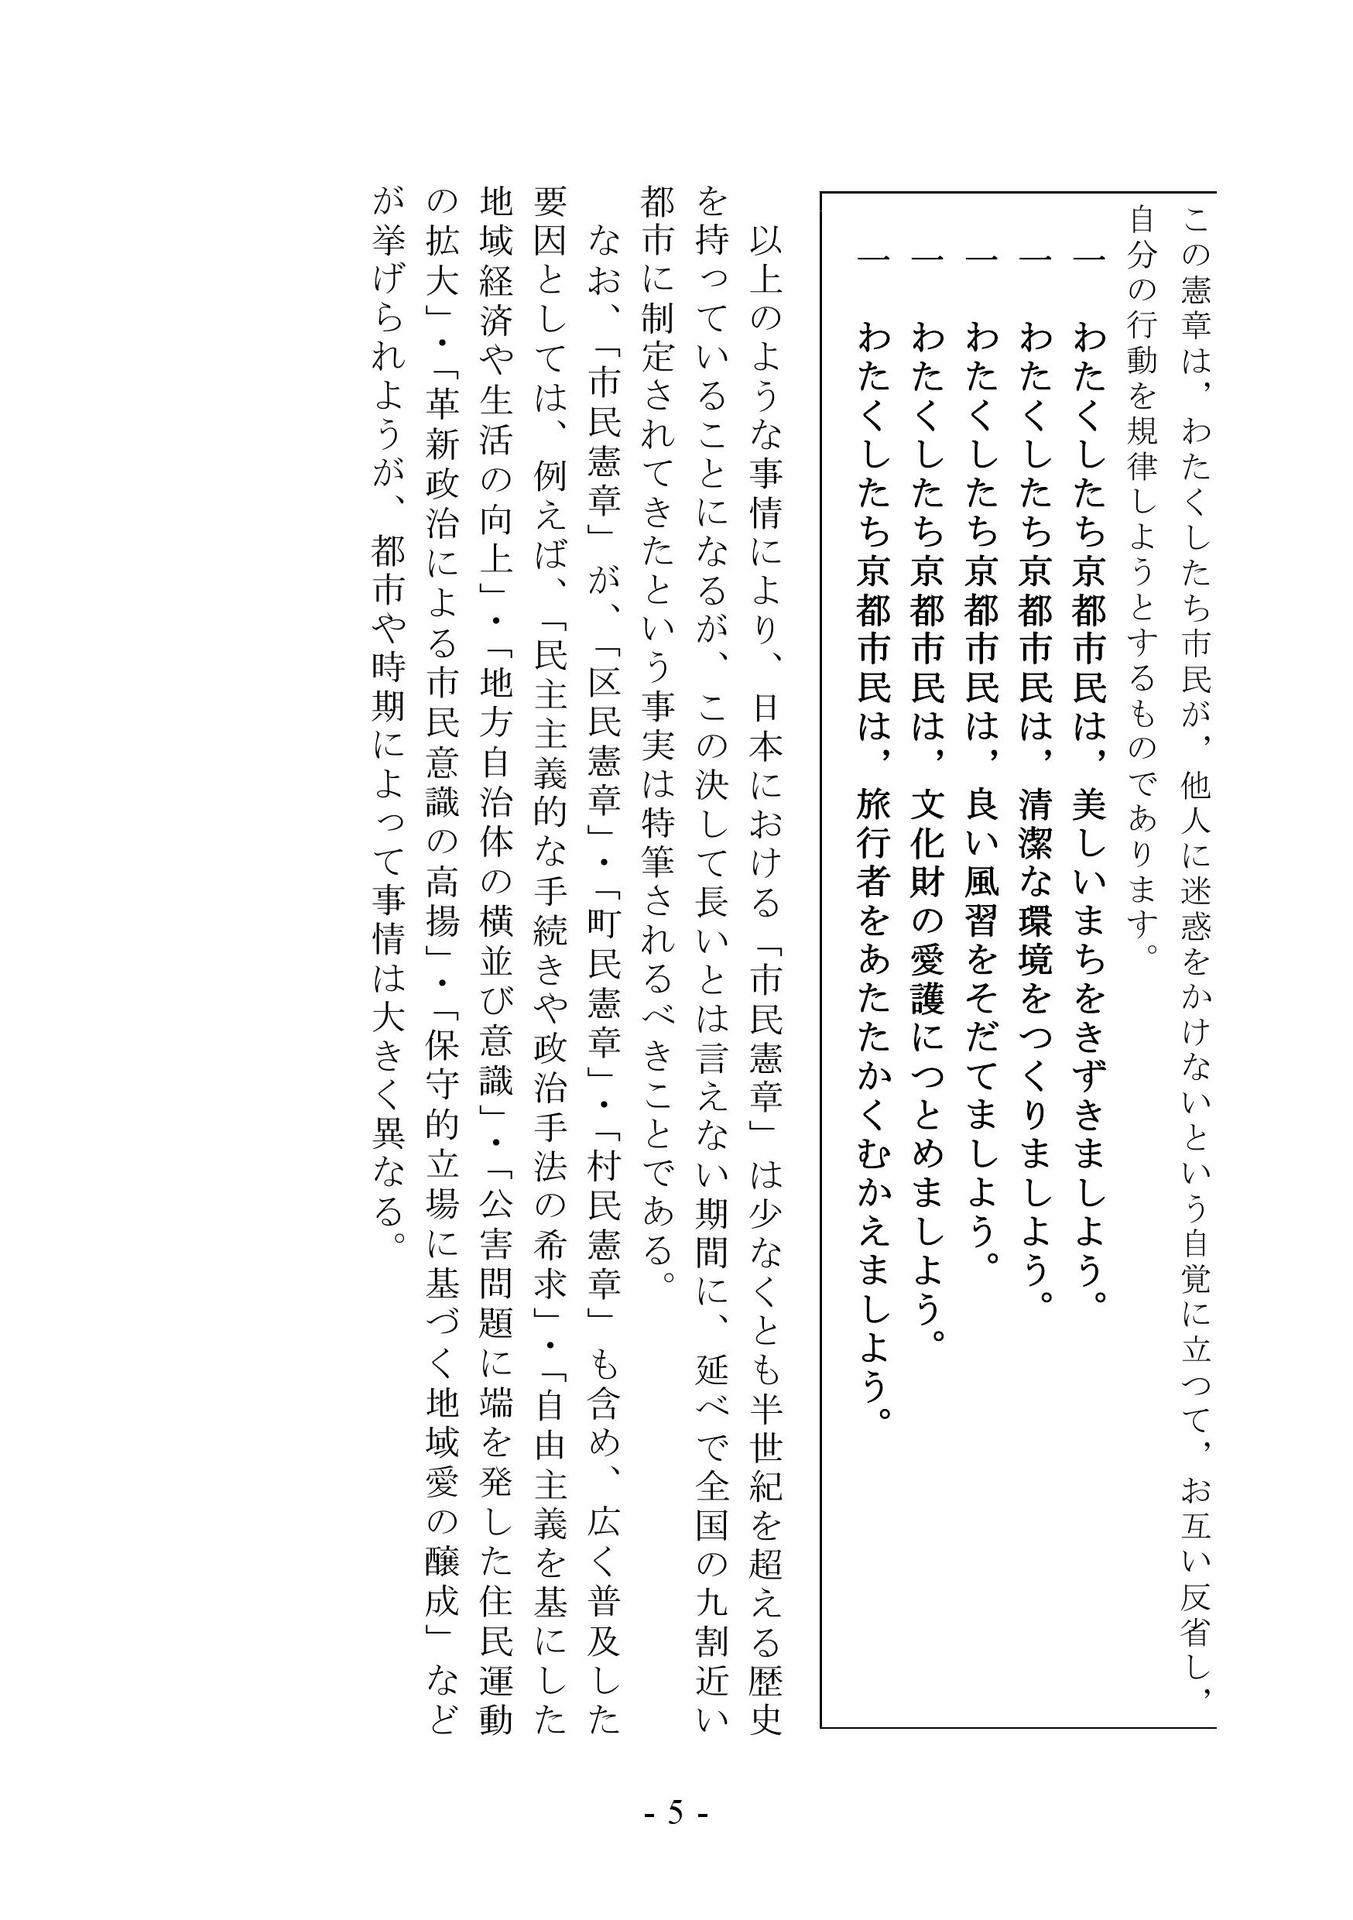 この憲章は，わたくしたち市民が，他人に迷惑をかけないという自覚に立つて，お互い反省し，
自分の行動を規律しようとするものであります。
一　わたくしたち京都市民は，美しいまちをきずきましよう。
一　わたくしたち京都市民は，清潔な環境をつくりましよう。
一　わたくしたち京都市民は，良い風習をそだてましよう。
一　わたくしたち京都市民は，文化財の愛護につとめましよう。
一　わたくしたち京都市民は，旅行者をあたたかくむかえましよう。
　以上のような事情により、日本における「市民憲章」は少なくとも半世紀を超える歴史
を持っていることになるが、この決して長いとは言えない期間に、延べで全国の九割近い
都市に制定されてきたという事実は特筆されるべきことである。
　なお、「市民憲章」が、「区民憲章」・「町民憲章」・「村民憲章」も含め、広く普及した
要因としては、例えば、「民主主義的な手続きや政治手法の希求」・「自由主義を基にした
地域経済や生活の向上」・「地方自治体の横並び意識」・「公害問題に端を発した住民運動
の拡大」・「革新政治による市民意識の高揚」・「保守的立場に基づく地域愛の醸成」など
が挙げられようが、都市や時期によって事情は大きく異なる。
- 5 -